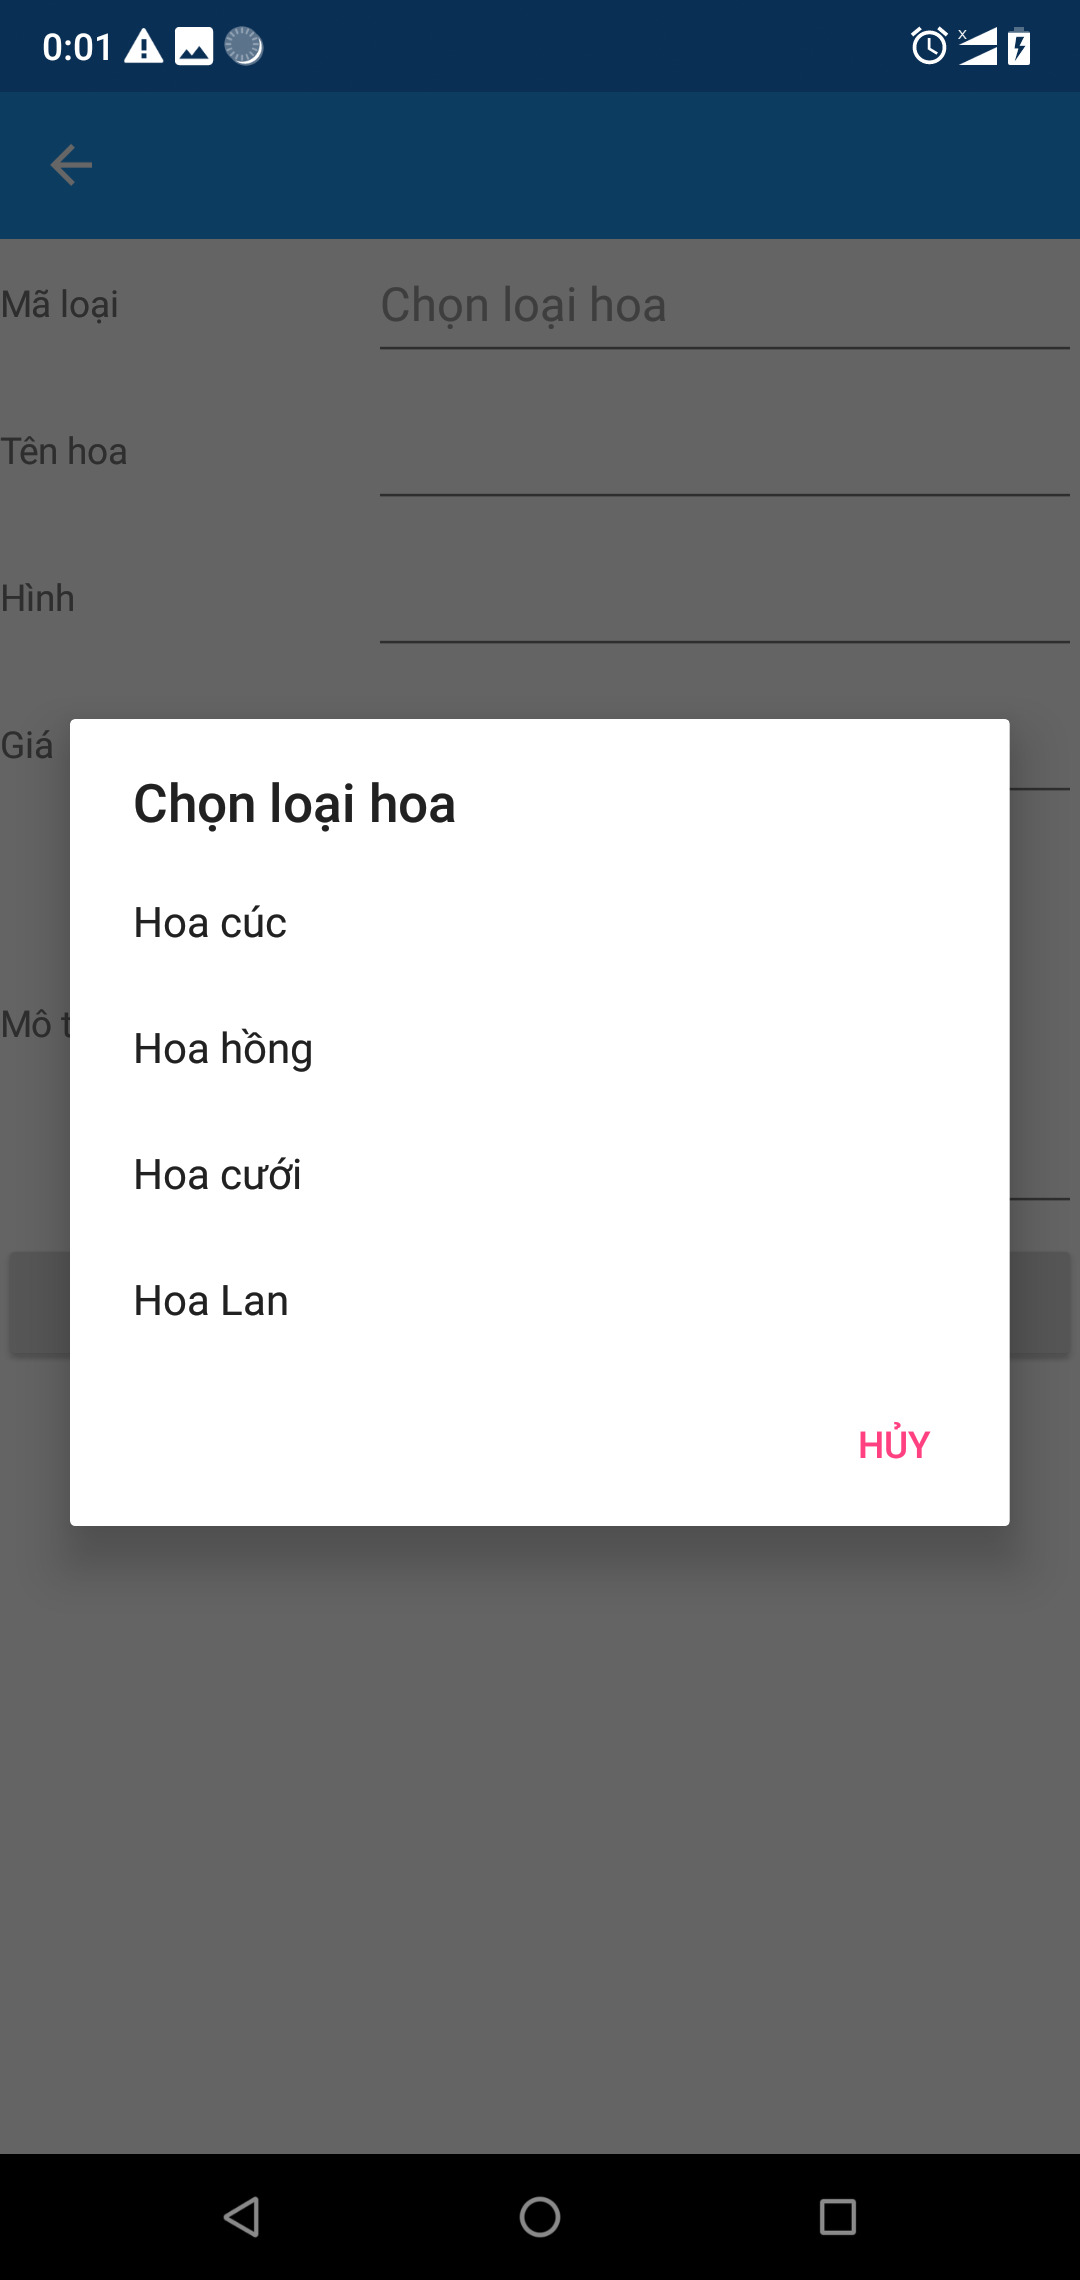 0:01
Mã loại
Chọn loại hoa
Tên hoa
Hình
Giá
Chọn loại hoa
Hoa cúc
Mô t
Hoa hồng
Hoa cưới
Hoa Lan
HỦY